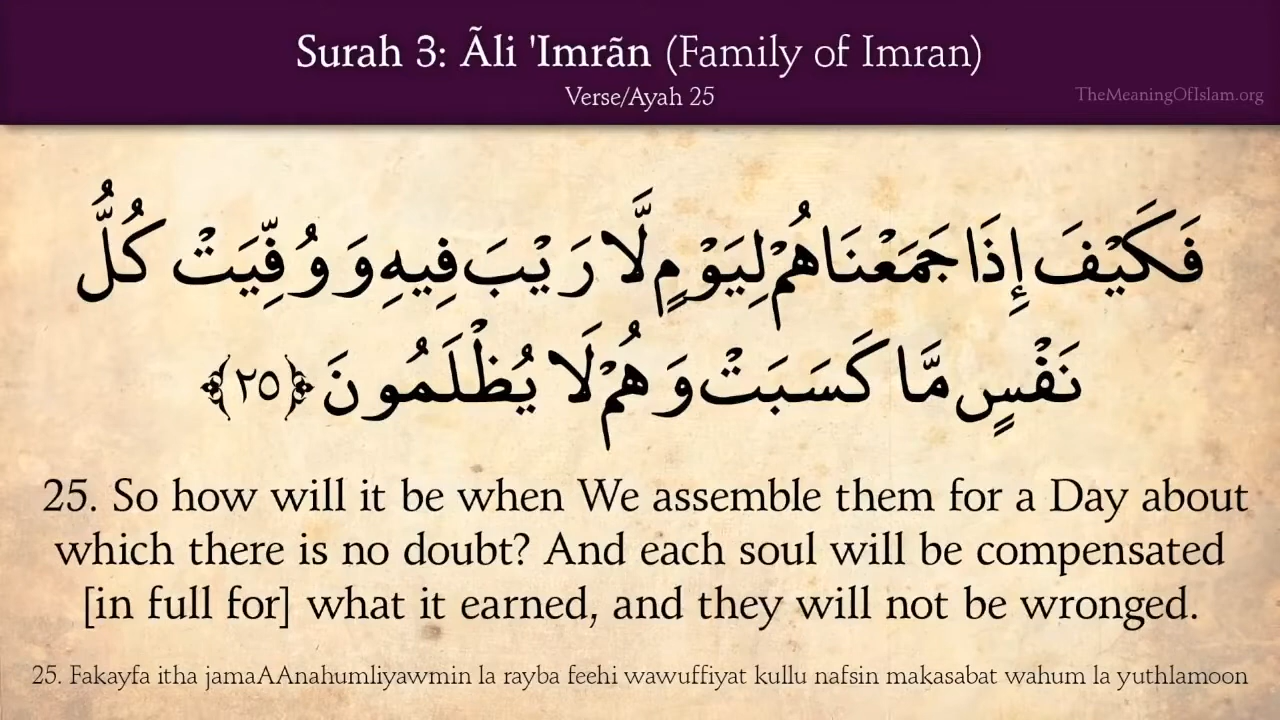 Surah 3: Ãli 'Imrãn (Family of Imran)
Verse/Ayah 25
TheMeaningOfIslam.org
فَكَيْفَ إِذَا جَمَعْنَاهُمْ لِيَوْمٍ لَّا رَيْبَ فِيهِ وَوُفِّيَتْ كُلُّ
نَفْسٍ مَّا كَسَبَتْ وَهُمْ لَا يُظْلَمُونَ ﴿٢٥﴾
25. So how will it be when We assemble them for a Day about
which there is no doubt? And each soul will be compensated
[in full for] what it earned, and they will not be wronged.
25. Fakayfa itha jamaAAnahumliyawmin la rayba feehi wawuffiyat kullu nafsin makasabat wahum la yuthlamoon